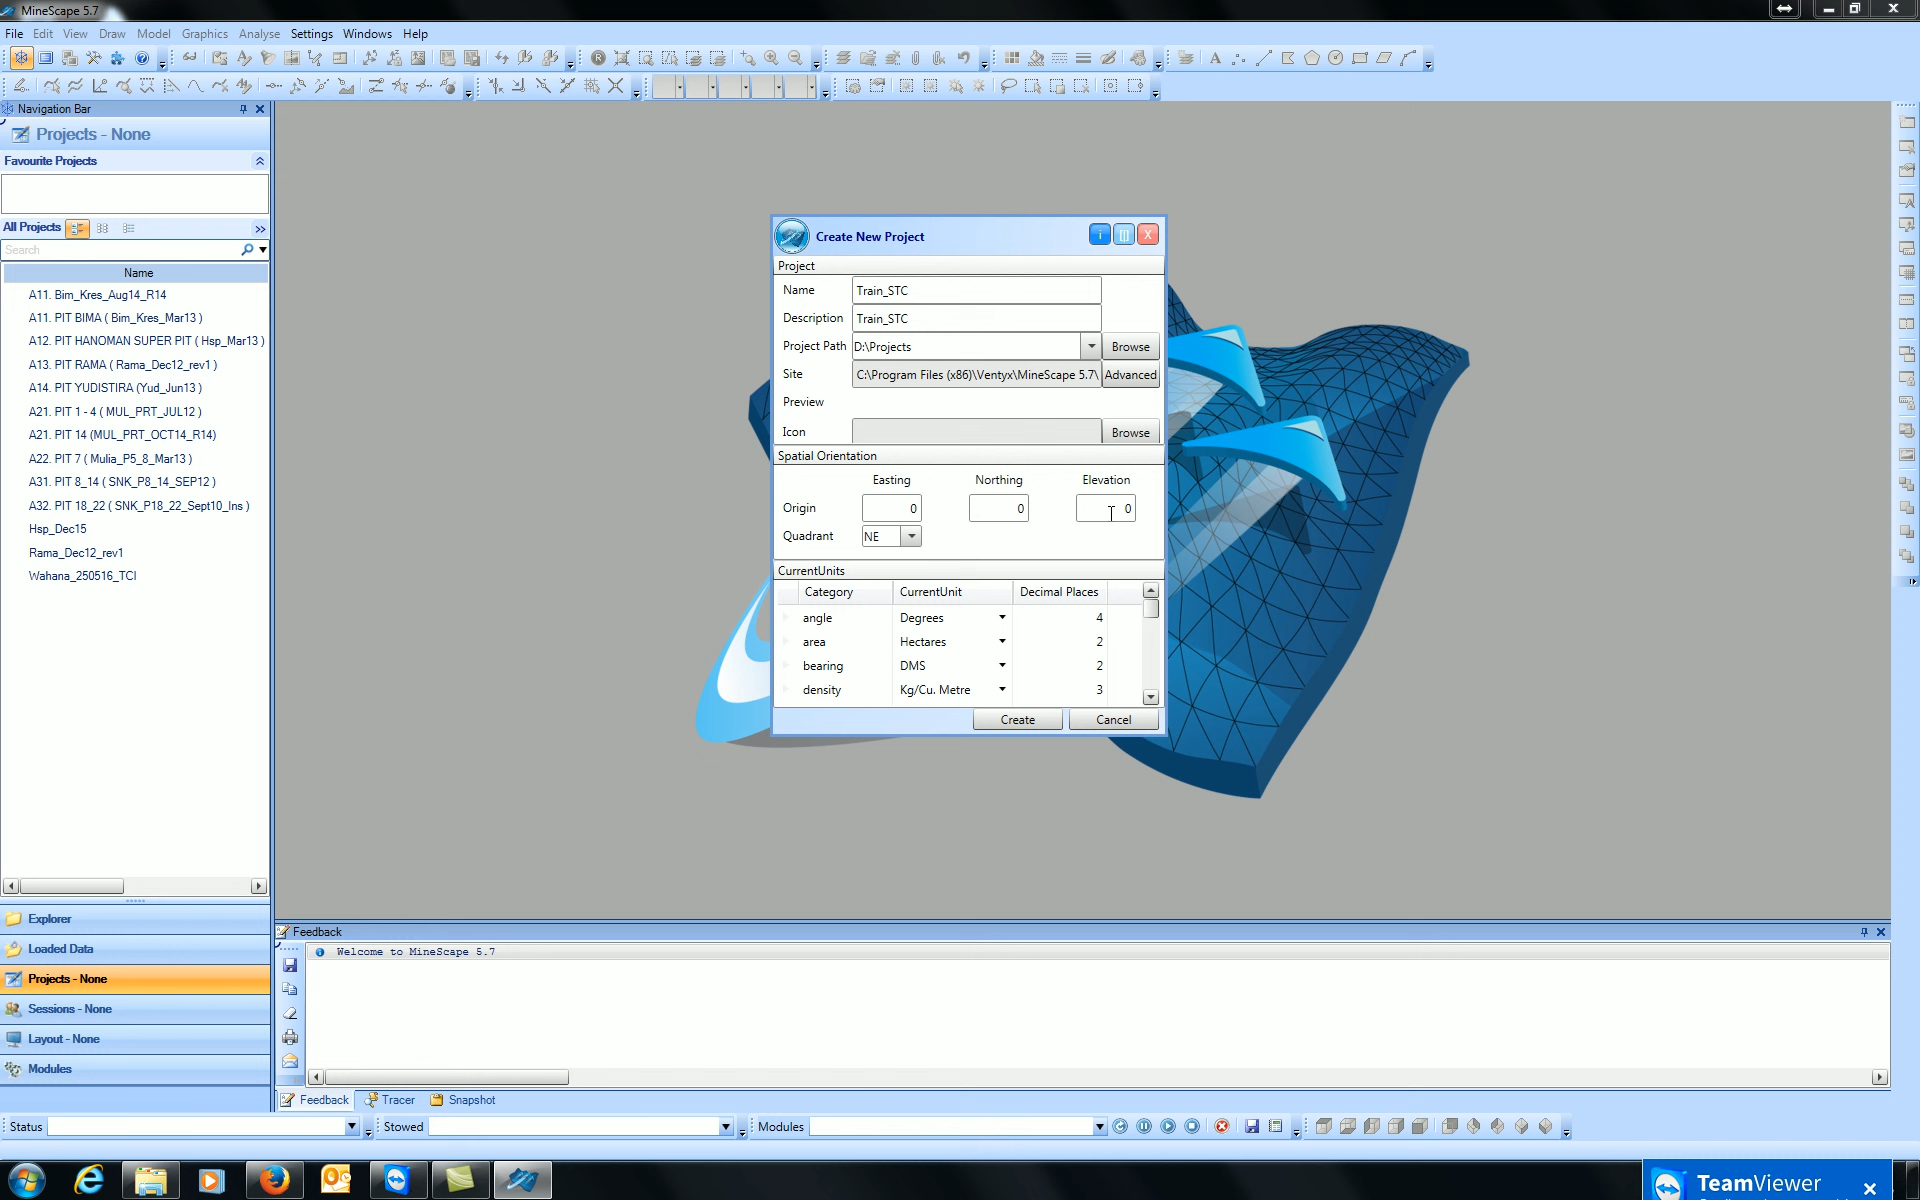 MineScape 5.7
File Edit View Draw Model Graphics Analyse Settings Windows Help
Navigation Bar
Projects - None
Favourite Projects
All Projects
Search
Name
A11. Bim_Kres_Aug14_R14
A11. PIT BIMA ( Bim_Kres_Mar13 )
A12. PIT HANOMAN SUPER PIT ( Hsp_Mar13 )
A13. PIT RAMA ( Rama_Dec12_rev1 )
A14. PIT YUDISTIRA (Yud_Jun13 )
A21. PIT 1 - 4 ( MUL_PRT_JUL12 )
A21. PIT 14 (MUL_PRT_OCT14_R14)
A22. PIT 7 ( Mulia_P5_8_Mar13 )
A31. PIT 8_14 ( SNK_P8_14_SEP12 )
A32. PIT 18_22 ( SNK_P18_22_Sept10_Ins )
Hsp_Dec15
Rama_Dec12_rev1
Wahana_250516_TCI
Explorer
Loaded Data
Projects - None
Sessions - None
Layout - None
Modules
Create New Project
Project
Name Train_STC
Description Train_STC
Project Path D:\Projects Browse
Site C:\Program Files (x86)\Ventyx\MineScape 5.7\ Advanced
Preview
Icon Browse
Spatial Orientation
Easting Northing Elevation
Origin 0 0 0
Quadrant NE
CurrentUnits
Category CurrentUnit Decimal Places
angle Degrees 4
area Hectares 2
bearing DMS 2
density Kg/Cu. Metre 3
Create Cancel
Feedback
Welcome to MineScape 5.7
Feedback Tracer Snapshot
Status Stowed Modules
TeamViewer